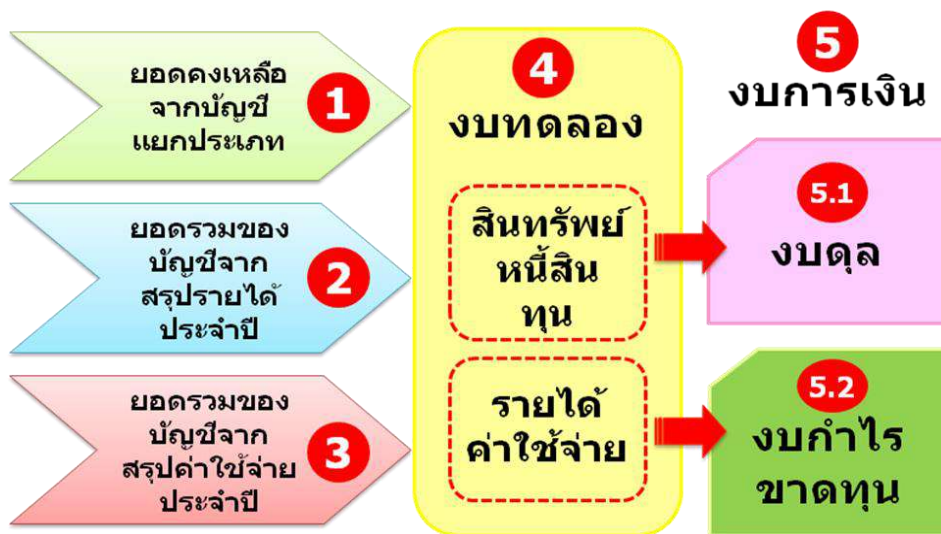 ยอดคงเหลือ
จากบัญชี
แยกประเภท
1
ยอดรวมของ
บัญชีจาก
สรุปรายได้
ประจำปี
2
ยอดรวมของ
บัญชีจาก
สรุปค่าใช้จ่าย
ประจำปี
3
4
งบทดลอง
สินทรัพย์
หนี้สิน
ทุน
รายได้
ค่าใช้จ่าย
5
งบการเงิน
5.1
งบดุล
5.2
งบกำไร
ขาดทุน